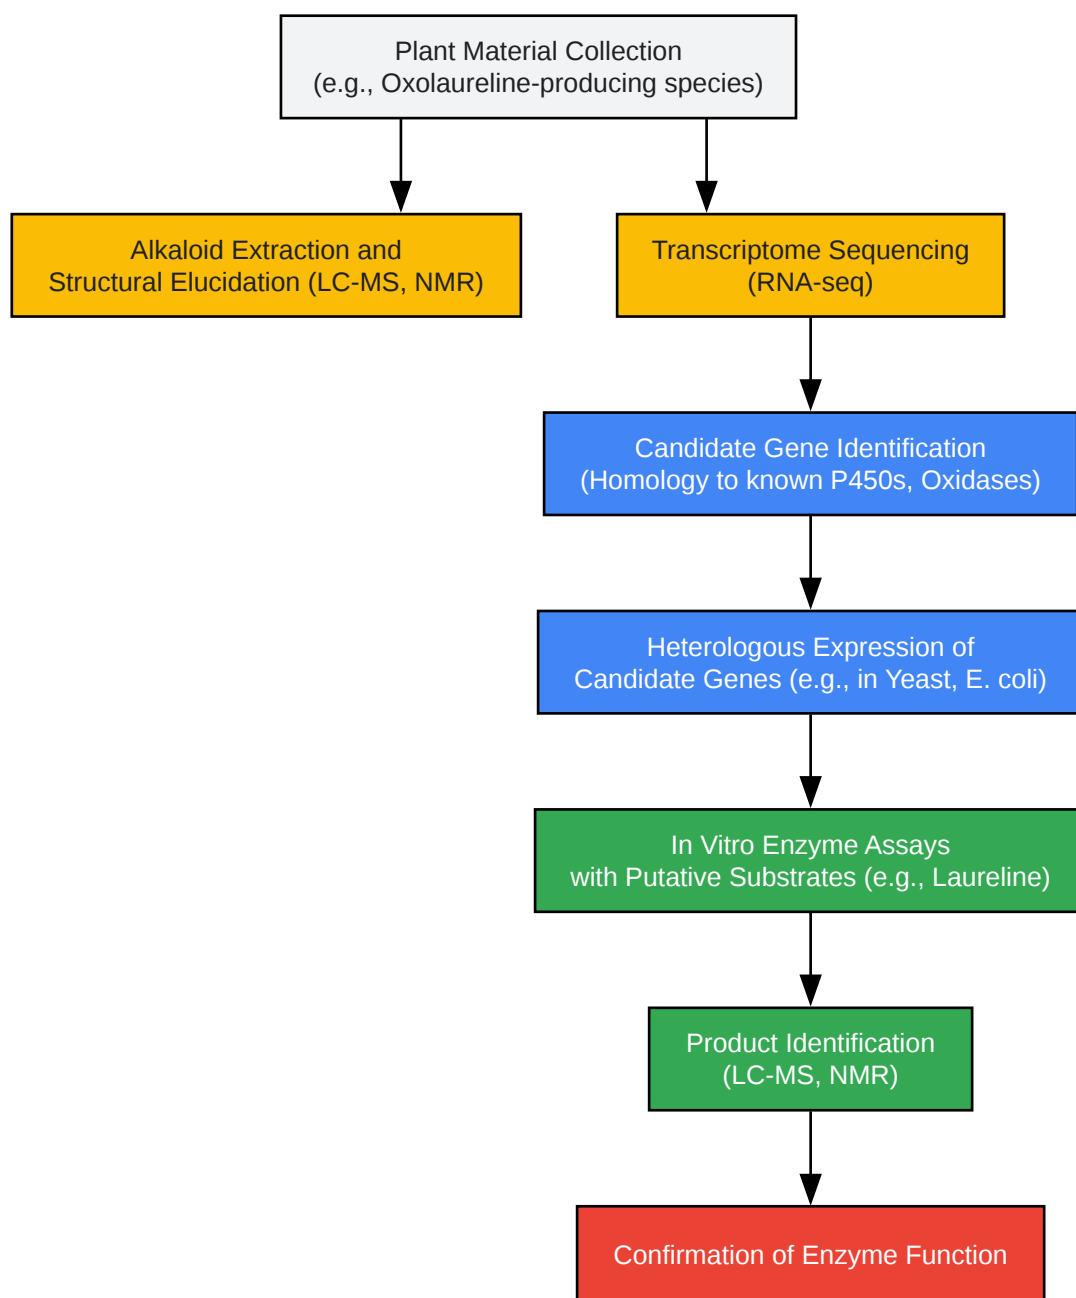 Plant Material Collection
(e.g., Oxolaureline-producing species)
Alkaloid Extraction and
Structural Elucidation (LC-MS, NMR)
Transcriptome Sequencing
(RNA-seq)
Candidate Gene Identification
(Homology to known P450s, Oxidases)
Heterologous Expression of
Candidate Genes (e.g., in Yeast, E. coli)
In Vitro Enzyme Assays
with Putative Substrates (e.g., Laureline)
Product Identification
(LC-MS, NMR)
Confirmation of Enzyme Function